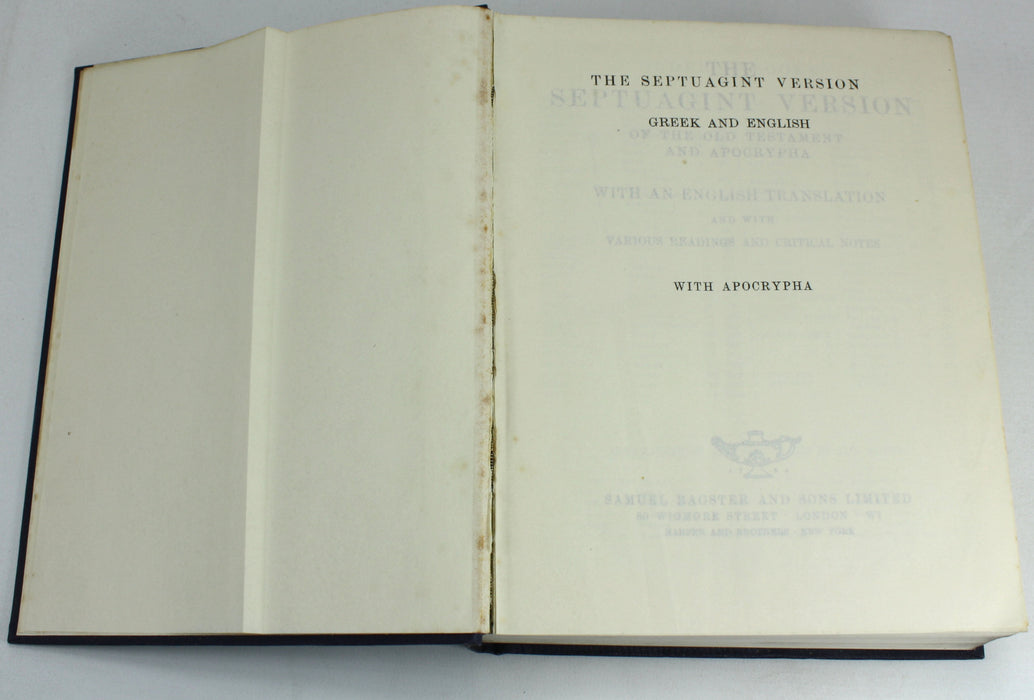 THE SEPTUAGINT VERSION
GREEK AND ENGLISH
WITH APOCRYPHA
THE
SEPTUAGINT VERSION
OF THE OLD TESTAMENT
AND APOCRYPHA
WITH AN ENGLISH TRANSLATION
AND WITH
VARIOUS READINGS AND CRITICAL NOTES
SAMUEL BAGSTER AND SONS LIMITED
80 WIGMORE STREET · LONDON · W1
HARPER AND BROTHERS · NEW YORK